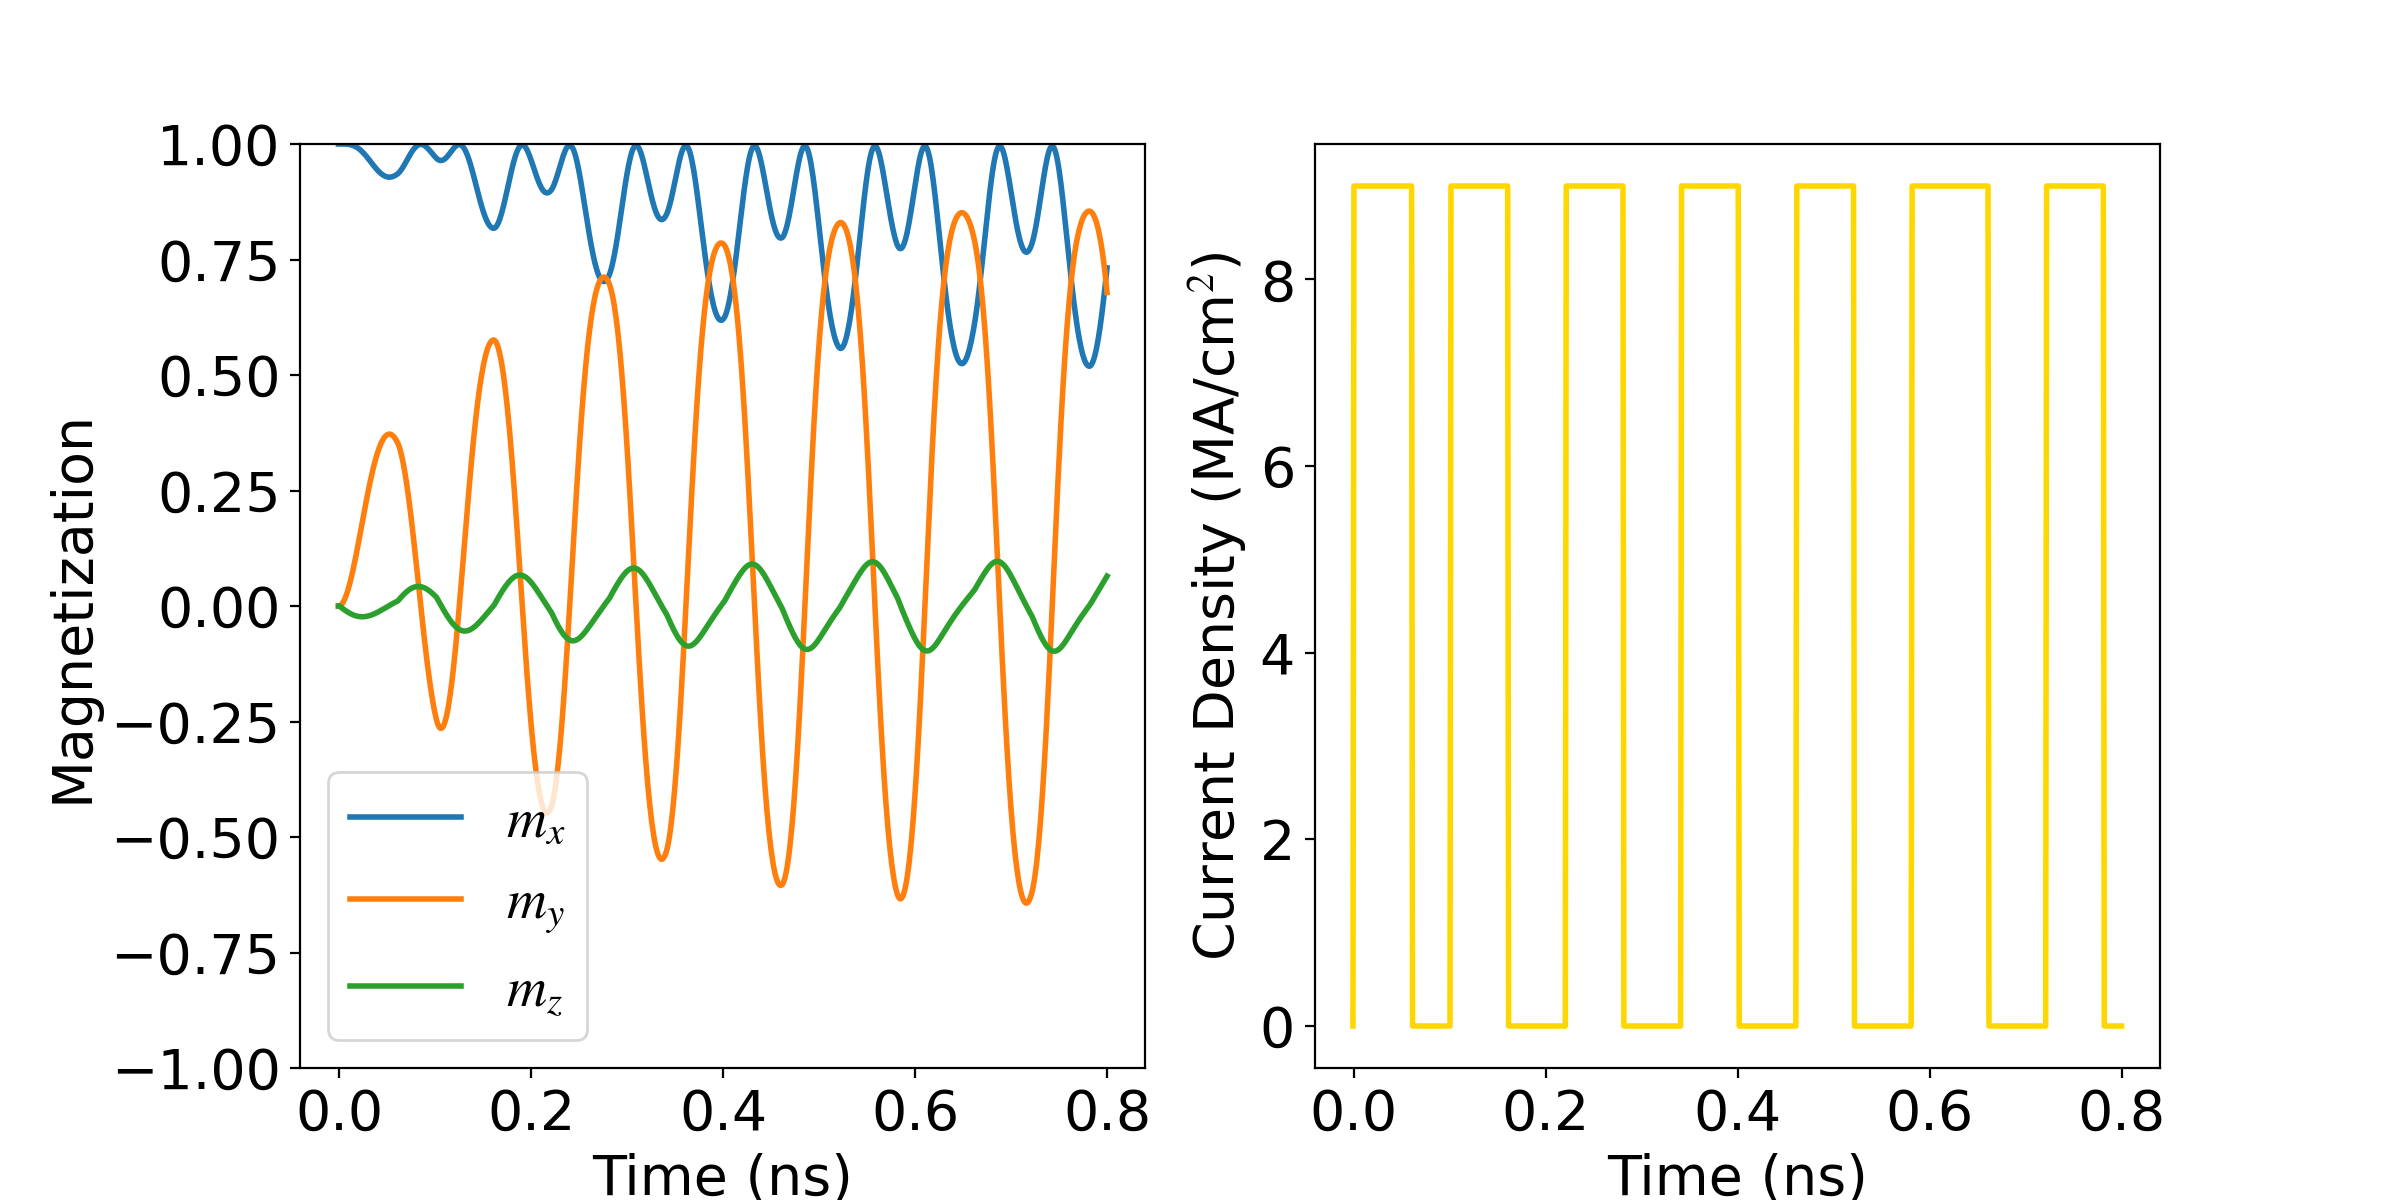 Magnetization
1.00
0.75
0.50
0.25
0.00
−0.25
−0.50
−0.75
−1.00
m_x
m_y
m_z
0.0 0.2 0.4 0.6 0.8
Time (ns)
Current Density (MA/cm²)
8
6
4
2
0
0.0 0.2 0.4 0.6 0.8
Time (ns)